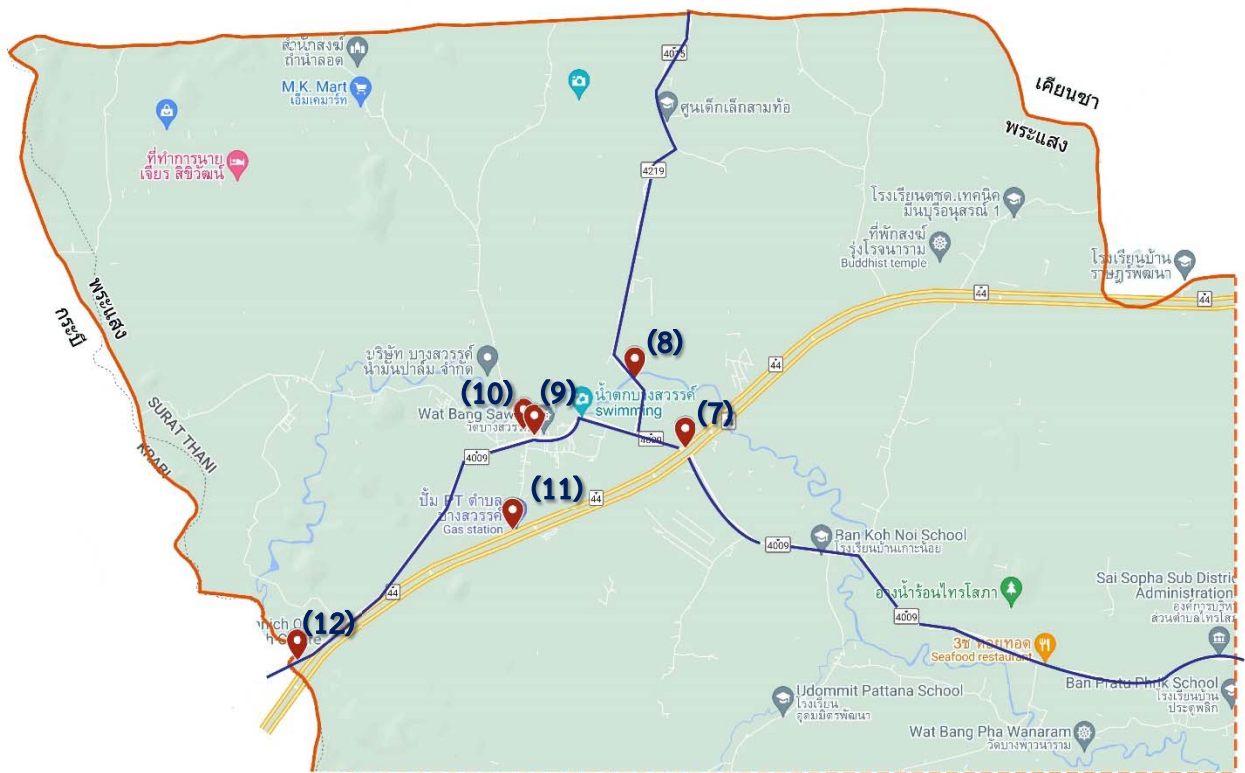 4015
สำนักสงฆ์
ถ้ำน้ำลอด
M.K. Mart
เอ็มเคมาร์ท
ศูนเด็กเล็กสามท้อ
เคียนซา
พระแสง
ที่ทำการนาย
เจียร สิขิวัฒน์
4219
โรงเรียนตชด.เทคนิค
มีนบุรีอนุสรณ์ 1
ที่พักสงฆ์
รุ่งโรจนาราม
Buddhist temple
โรงเรียนบ้าน
ราษฎร์พัฒนา
44
44
พระแสง
กระบี่
(8)
บริษัท บางสวรรค์
น้ำมันปาล์ม จำกัด
44
(10)
(9)
น้ำตกบางสวรรค์
swimming
Wat Bang Saw
วัดบางสวรร
(7)
4009
SURAT THANI
KRABI
4009
(11)
ปั้ม PT ตำบล
บางสวรรค์
Gas station
44
Ban Koh Noi School
โรงเรียนบ้านเกาะน้อย
4009
44
อ่างน้ำร้อนไทรโสภา
Sai Sopha Sub Distric
Administration
องค์การบริห
ส่วนตำบลไทรโสภ
4009
(12)
3ช หอยทอด
Seafood restaurant
Udommit Pattana School
โรงเรียน
อุดมมิตรพัฒนา
Ban Pratu Phrik School
โรงเรียนบ้าน
ประตูพลิก
Wat Bang Pha Wanaram
วัดบางพาวนาราม